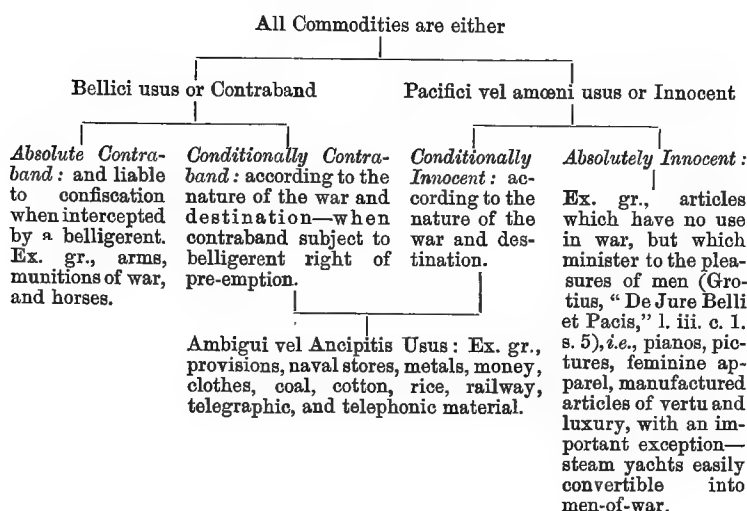 All Commodities are either
Bellici usus or Contraband
Pacifici vel amœni usus or Innocent
Absolute Contra-
band: and liable
to confiscation
when intercepted
by a belligerent.
Ex. gr., arms,
munitions of war,
and horses.
Conditionally Contra-
band: according to the
nature of the war and
destination—when
contraband subject to
belligerent right of
pre-emption.
Conditionally
Innocent: ac-
cording to the
nature of the
war and des-
tination.
Absolutely Innocent:
Ex. gr., articles
which have no use
in war, but which
minister to the plea-
sures of men (Gro-
tius, "De Jure Belli
et Pacis," l. iii. c. 1.
s. 5), i.e., pianos, pic-
tures, feminine ap-
parel, manufactured
articles of vertu and
luxury, with an im-
portant exception—
steam yachts easily
convertible into
men-of-war.
Ambigui vel Ancipitis Usus: Ex. gr.,
provisions, naval stores, metals, money,
clothes, coal, cotton, rice, railway,
telegraphic, and telephonic material.